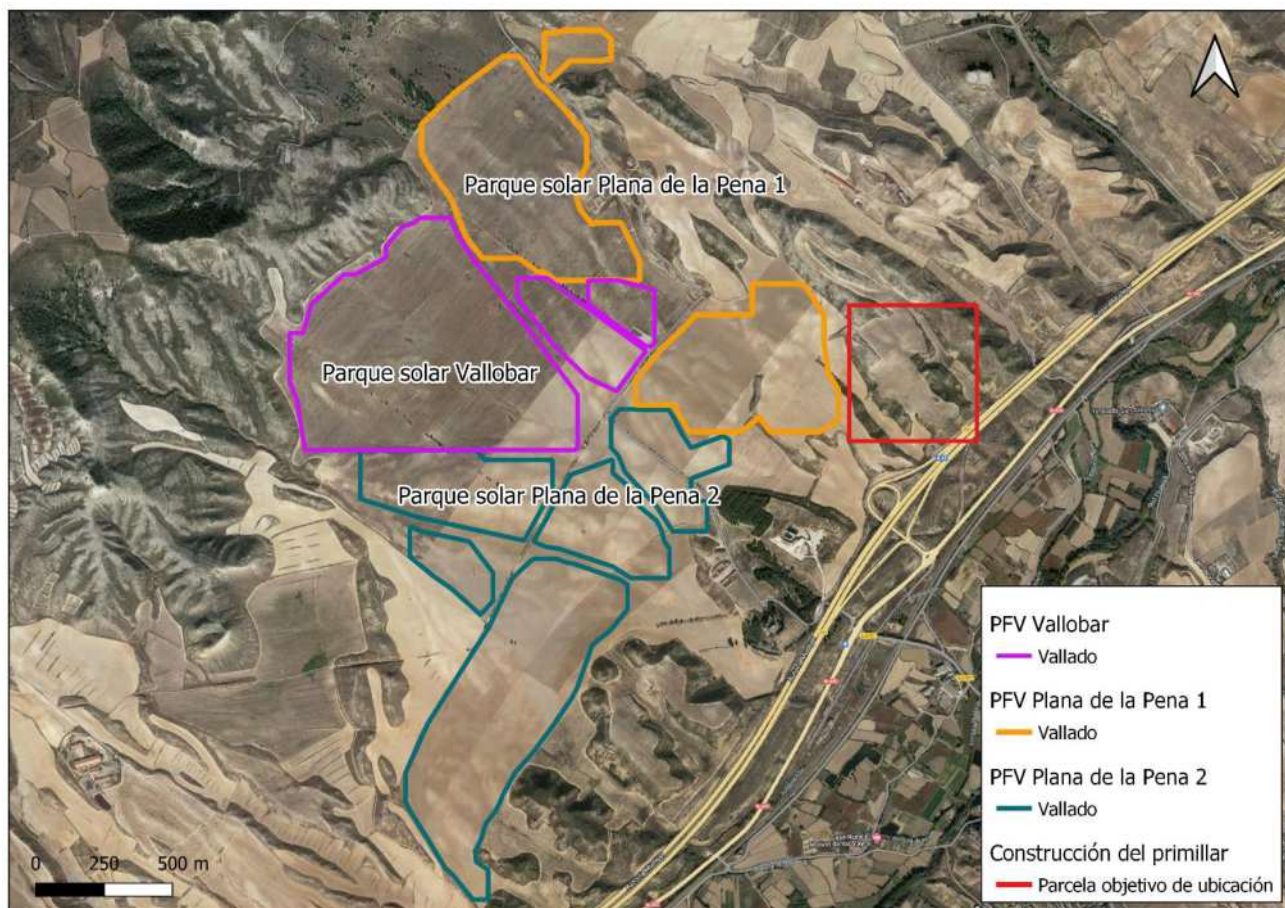 Parque solar Plana de la Pena 1
Parque solar Vallobar
Parque solar Plana de la Pena 2
PFV Vallobar
Vallado
PFV Plana de la Pena 1
Vallado
PFV Plana de la Pena 2
Vallado
Construcción del primillar
Parcela objetivo de ubicación
0 250 500 m